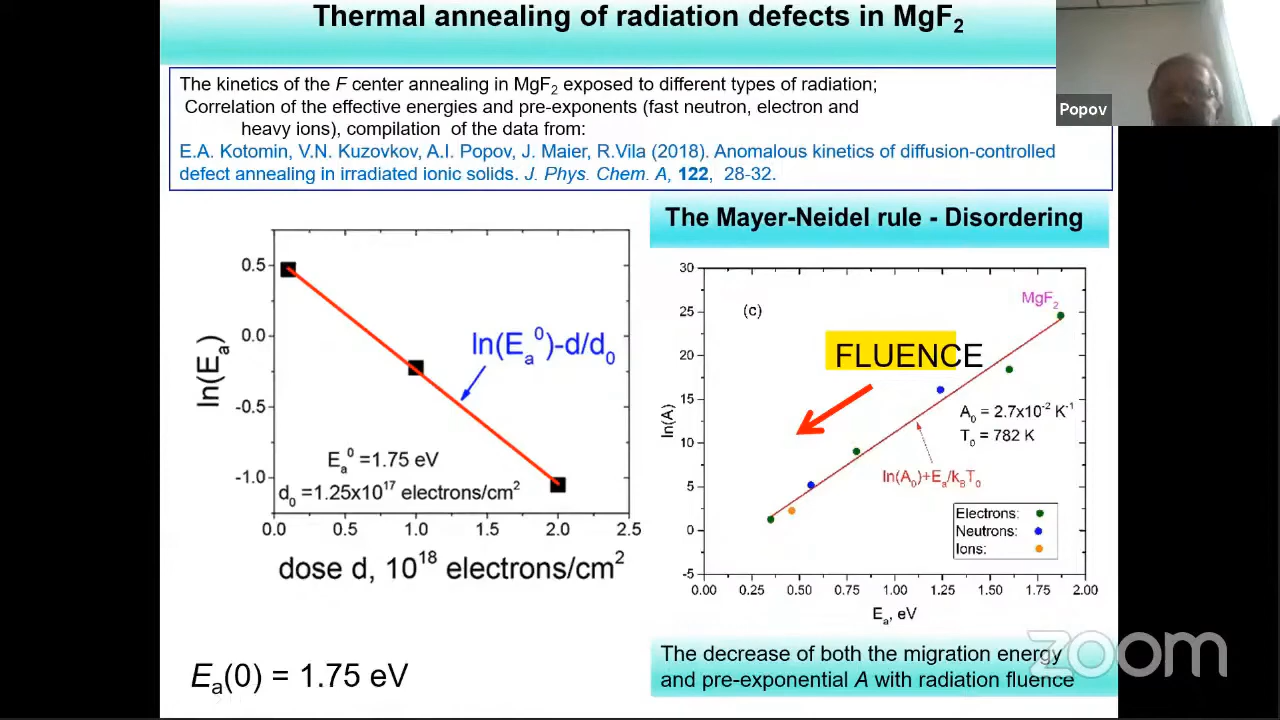 Thermal annealing of radiation defects in MgF₂
Popov
The kinetics of the F center annealing in MgF₂ exposed to different types of radiation;
Correlation of the effective energies and pre-exponents (fast neutron, electron and
heavy ions), compilation of the data from:
E.A. Kotomin, V.N. Kuzovkov, A.I. Popov, J. Maier, R.Vila (2018). Anomalous kinetics of diffusion-controlled
defect annealing in irradiated ionic solids. J. Phys. Chem. A, 122, 28-32.
0.5
0.0
-0.5
-1.0
ln(Eₐ)
ln(Eₐ⁰)-d/d₀
Eₐ⁰ =1.75 eV
d₀ =1.25x10¹⁷ electrons/cm²
0.0 0.5 1.0 1.5 2.0 2.5
dose d, 10¹⁸ electrons/cm²
Eₐ(0) = 1.75 eV
The Mayer-Neidel rule - Disordering
30
25
20
15
10
5
0
-5
ln(A)
(c)
MgF₂
FLUENCE
A₀ = 2.7x10⁻² K⁻¹
T₀ = 782 K
ln(A₀)+Eₐ/k_BT₀
Electrons:
Neutrons:
Ions:
0.00 0.25 0.50 0.75 1.00 1.25 1.50 1.75 2.00
Eₐ, eV
The decrease of both the migration energy
and pre-exponential A with radiation fluence
zoom